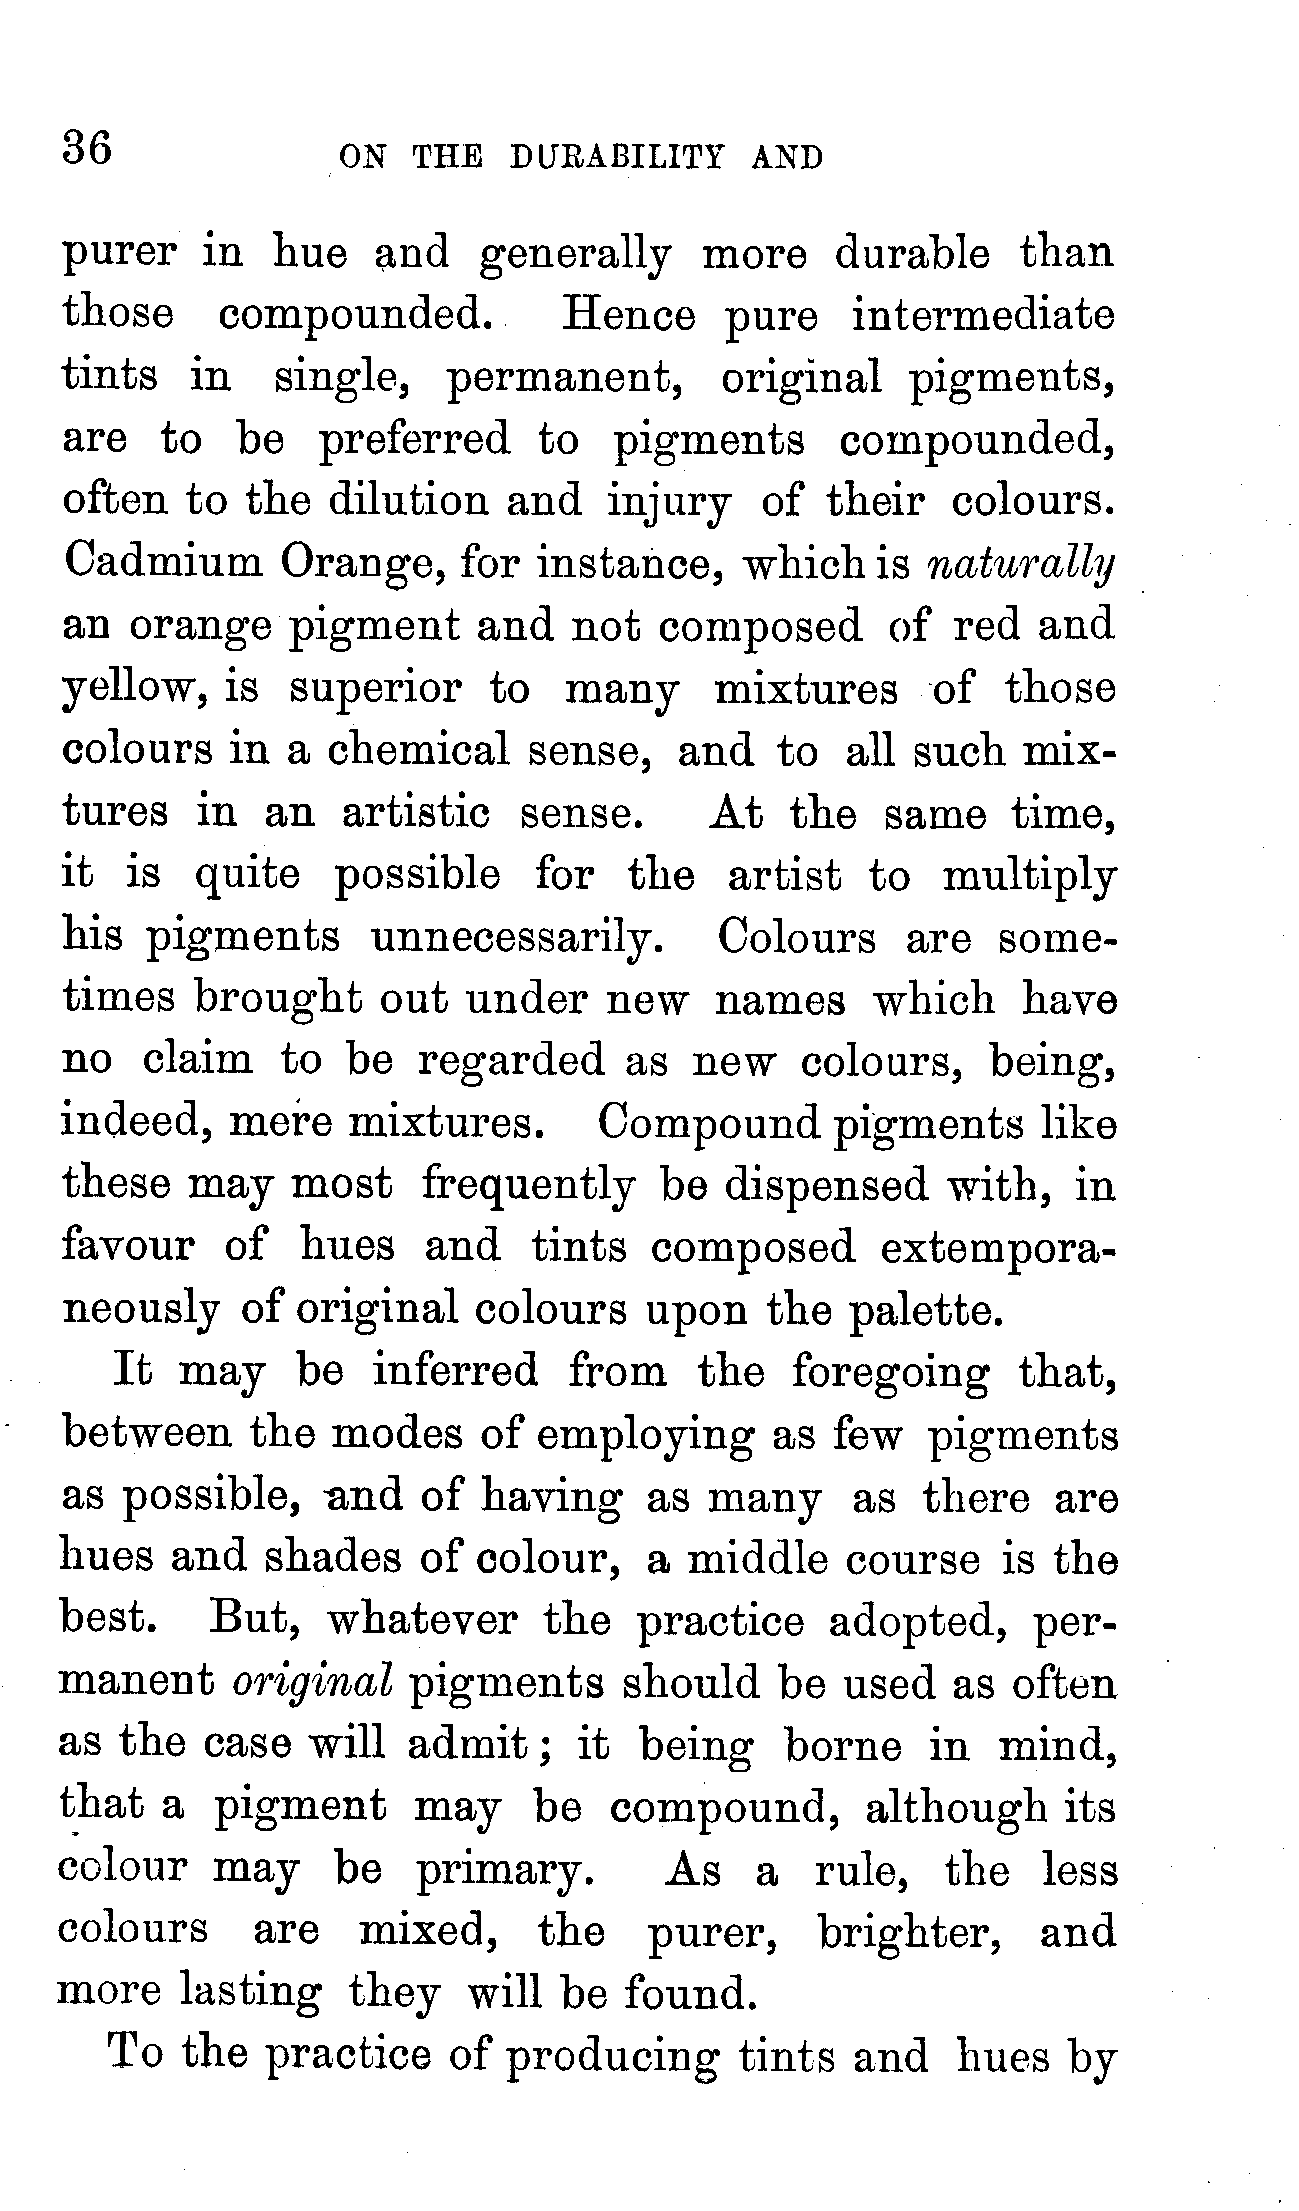 36
ON THE DURABILITY AND
purer in hue and generally more durable than
those compounded. Hence pure intermediate
tints in single, permanent, original pigments,
are to be preferred to pigments compounded,
often to the dilution and injury of their colours.
Cadmium Orange, for instance, which is naturally
an orange pigment and not composed of red and
yellow, is superior to many mixtures of those
colours in a chemical sense, and to all such mix-
tures in an artistic sense. At the same time,
it is quite possible for the artist to multiply
his pigments unnecessarily. Colours are some-
times brought out under new names which have
no claim to be regarded as new colours, being,
indeed, mere mixtures. Compound pigments like
these may most frequently be dispensed with, in
favour of hues and tints composed extempora-
neously of original colours upon the palette.
It may be inferred from the foregoing that,
between the modes of employing as few pigments
as possible, and of having as many as there are
hues and shades of colour, a middle course is the
best. But, whatever the practice adopted, per-
manent original pigments should be used as often
as the case will admit; it being borne in mind,
that a pigment may be compound, although its
colour may be primary. As a rule, the less
colours are mixed, the purer, brighter, and
more lasting they will be found.
To the practice of producing tints and hues by